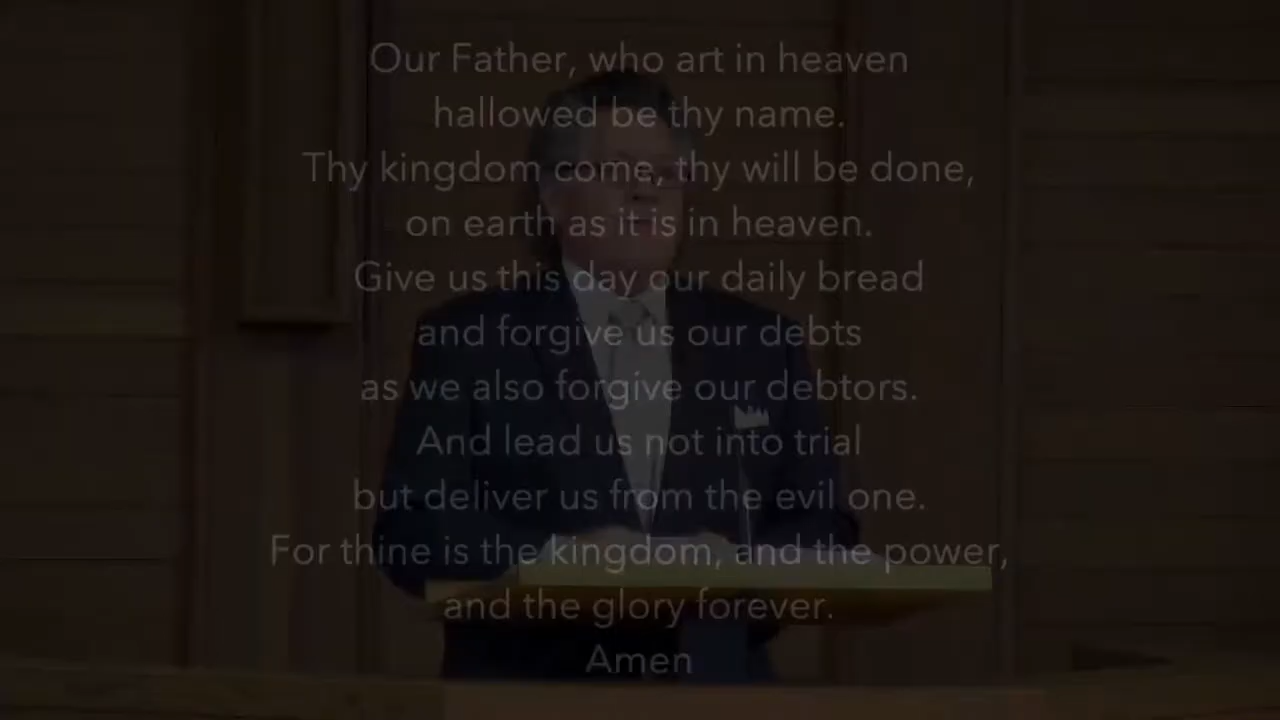 Our Father, who art in heaven
hallowed be thy name.
Thy kingdom come, thy will be done,
on earth as it is in heaven.
Give us this day our daily bread
and forgive us our debts
as we also forgive our debtors.
And lead us not into trial
but deliver us from the evil one.
For thine is the kingdom, and the power,
and the glory forever.
Amen